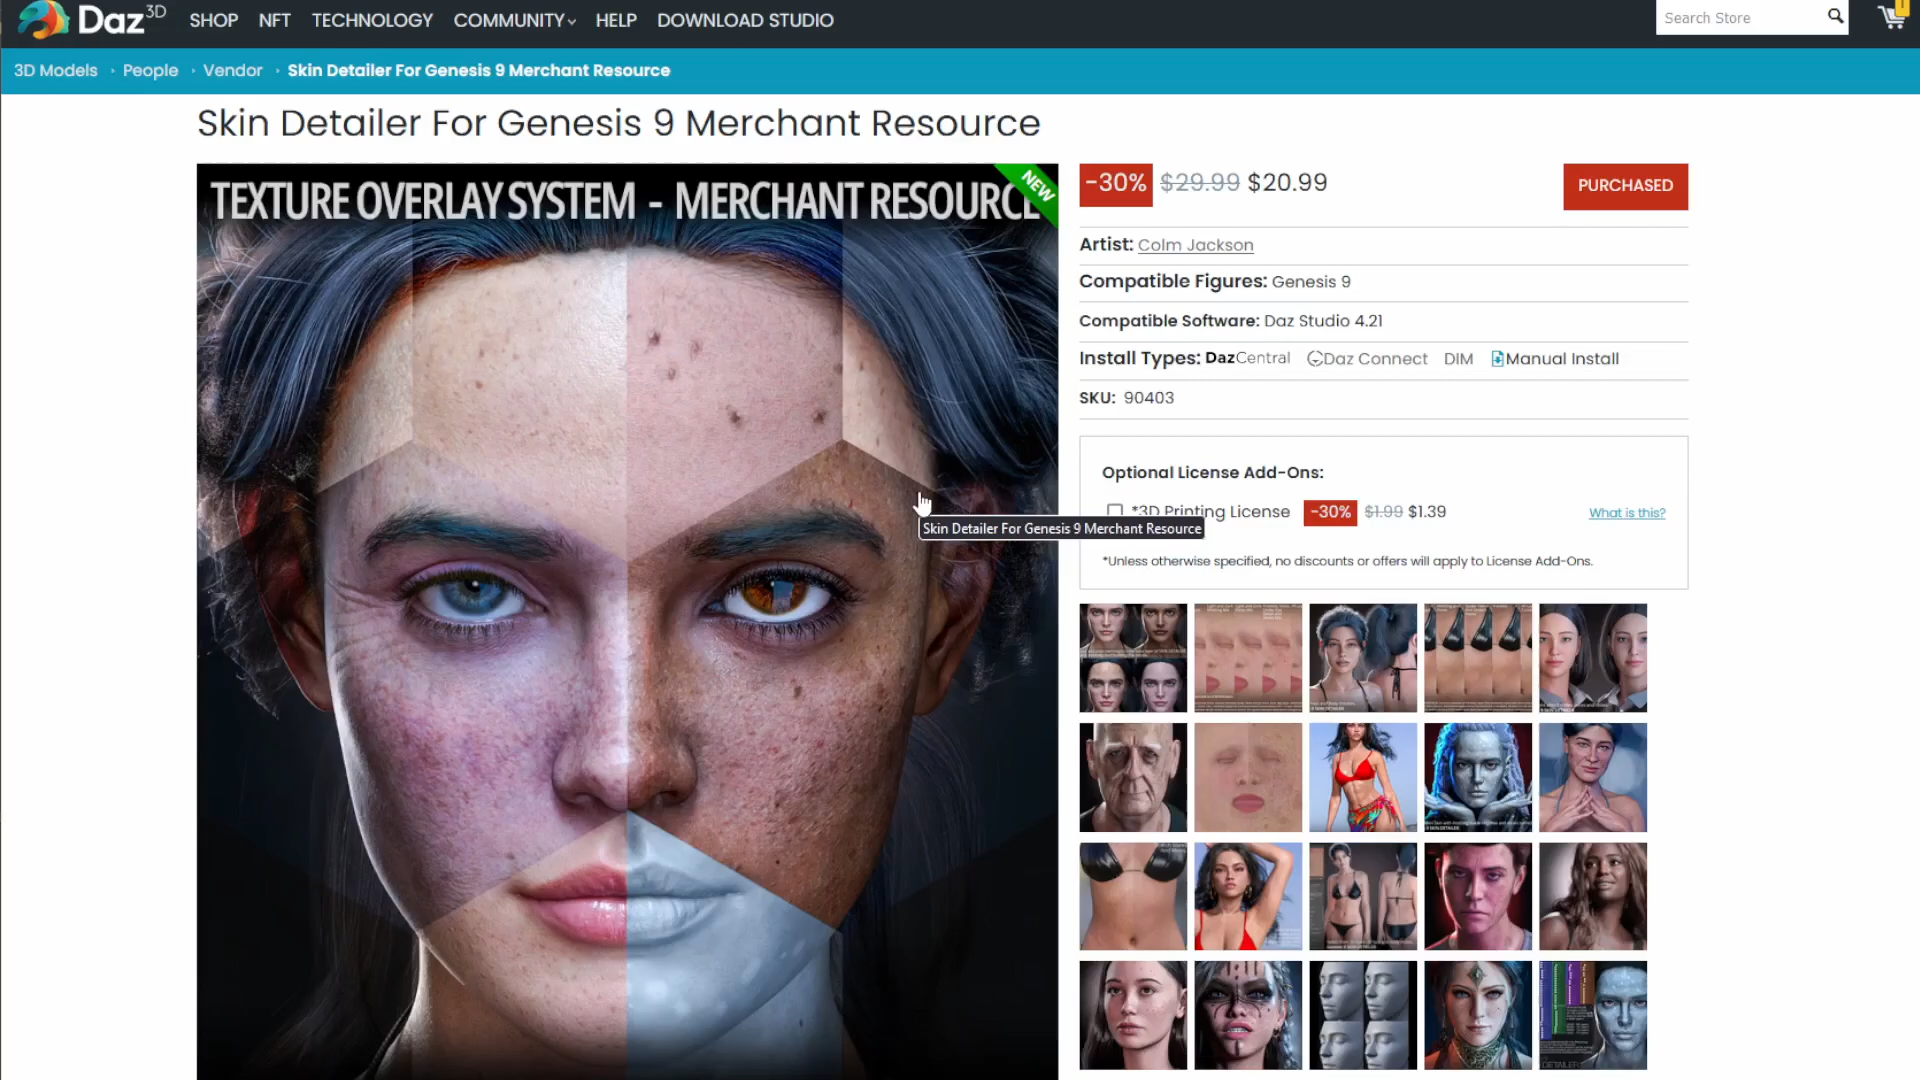 Daz 3D
SHOP NFT TECHNOLOGY COMMUNITY HELP DOWNLOAD STUDIO
Search Store
1
3D Models People Vendor Skin Detailer For Genesis 9 Merchant Resource
Skin Detailer For Genesis 9 Merchant Resource
TEXTURE OVERLAY SYSTEM - MERCHANT RESOURCE
NEW
-30% $29.99 $20.99
PURCHASED
Artist: Colm Jackson
Compatible Figures: Genesis 9
Compatible Software: Daz Studio 4.21
Install Types: DazCentral Daz Connect DIM Manual Install
SKU: 90403
Optional License Add-Ons:
*3D Printing License -30% $1.99 $1.39 What is this?
Skin Detailer For Genesis 9 Merchant Resource
*Unless otherwise specified, no discounts or offers will apply to License Add-Ons.